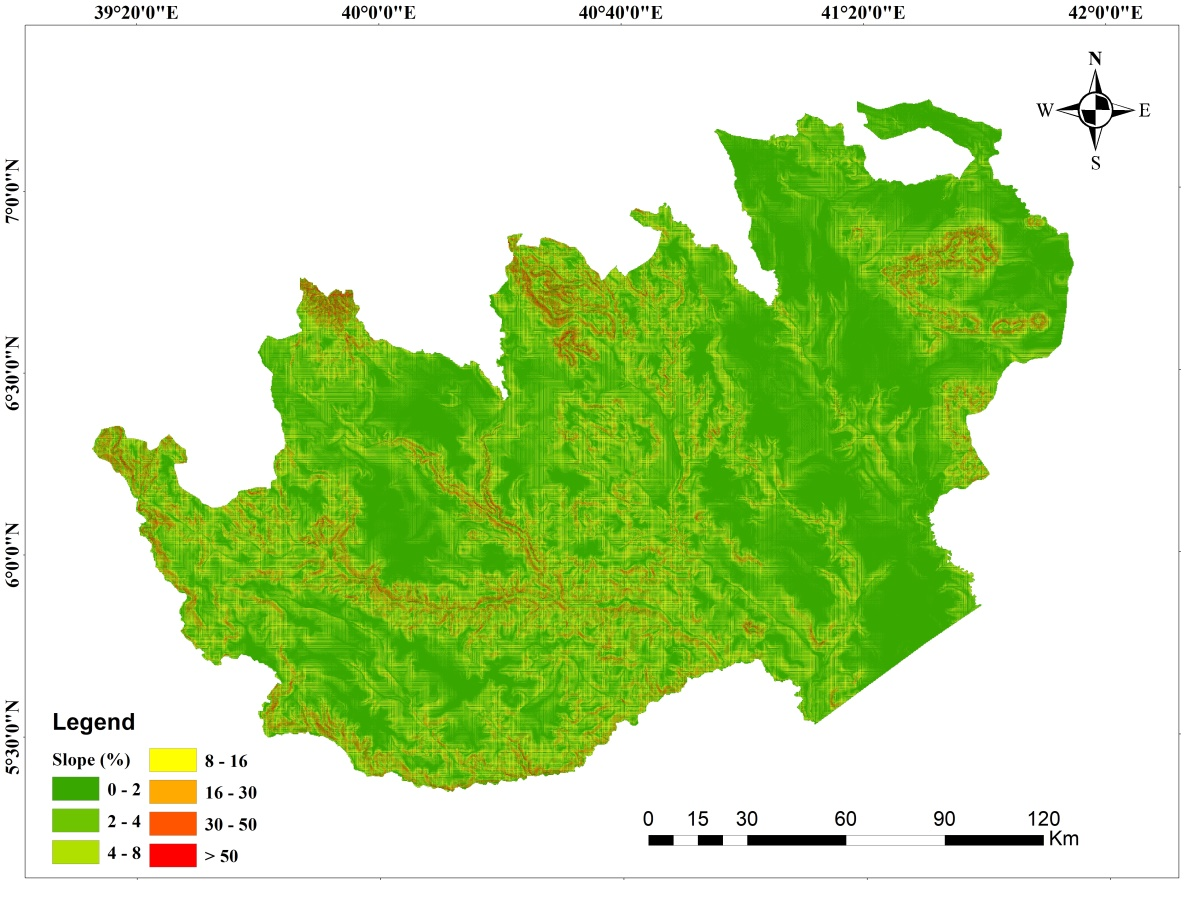 39°20'0"E 40°0'0"E 40°40'0"E 41°20'0"E 42°0'0"E
N
W E
S
7°0'0"N
6°30'0"N
6°0'0"N
5°30'0"N
Legend
Slope (%)
0 - 2
2 - 4
4 - 8
8 - 16
16 - 30
30 - 50
> 50
0 15 30 60 90 120
Km